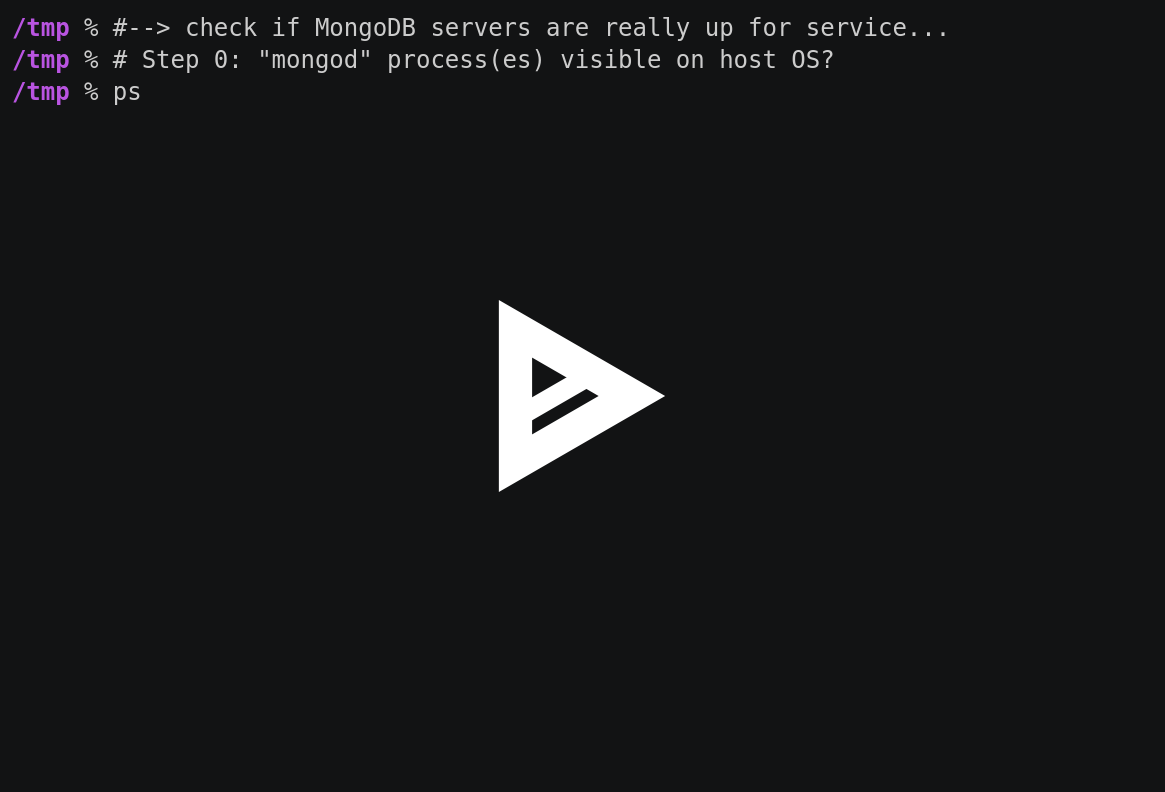 /tmp % #--> check if MongoDB servers are really up for service...
/tmp % # Step 0: "mongod" process(es) visible on host OS?
/tmp % ps